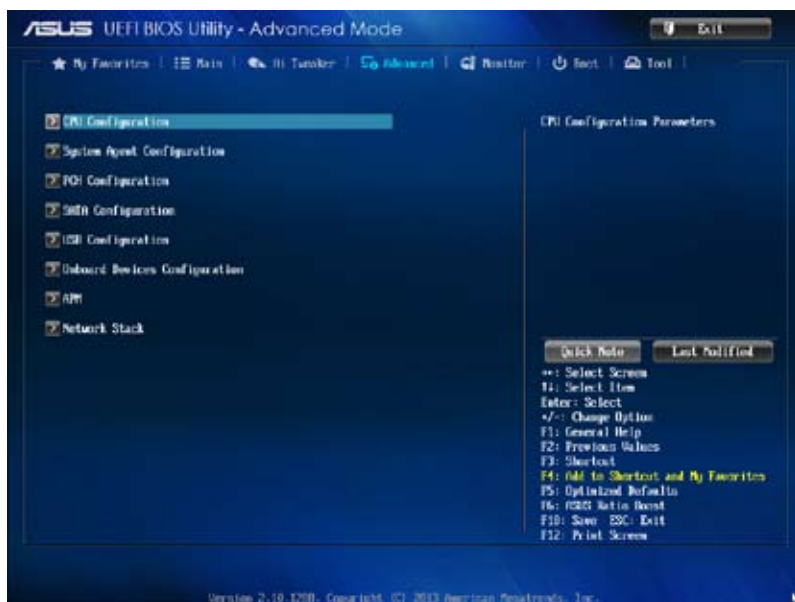 ASUS UEFI BIOS Utility - Advanced Mode
Exit
My Favorites | Main | Ai Tweaker | Advanced | Monitor | Boot | Tool
CPU Configuration
System Agent Configuration
PCH Configuration
SATA Configuration
USB Configuration
Onboard Devices Configuration
APM
Network Stack
CPU Configuration Parameters
Quick Note
Last Modified
→←: Select Screen
↑↓: Select Item
Enter: Select
+/-: Change Option
F1: General Help
F2: Previous Values
F3: Shortcut
F4: Add to Shortcut and My Favorites
F5: Optimized Defaults
F6: ASUS Ratio Boost
F10: Save ESC: Exit
F12: Print Screen
Version 2.10.1208. Copyright (C) 2013 American Megatrends, Inc.